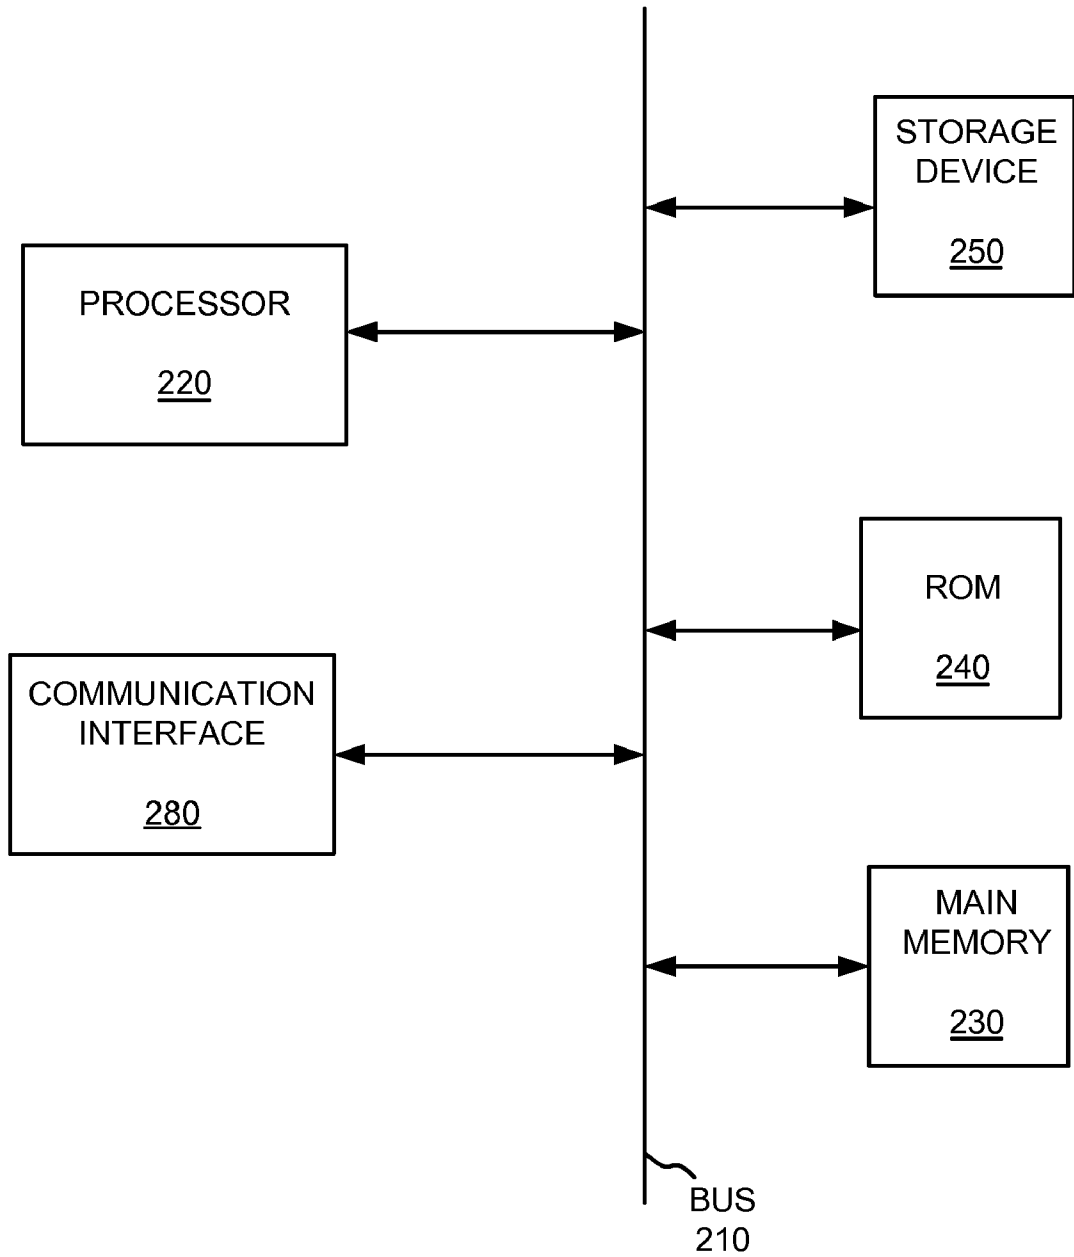 STORAGE
DEVICE
250
PROCESSOR
220
ROM
240
COMMUNICATION
INTERFACE
280
MAIN
MEMORY
230
BUS
210